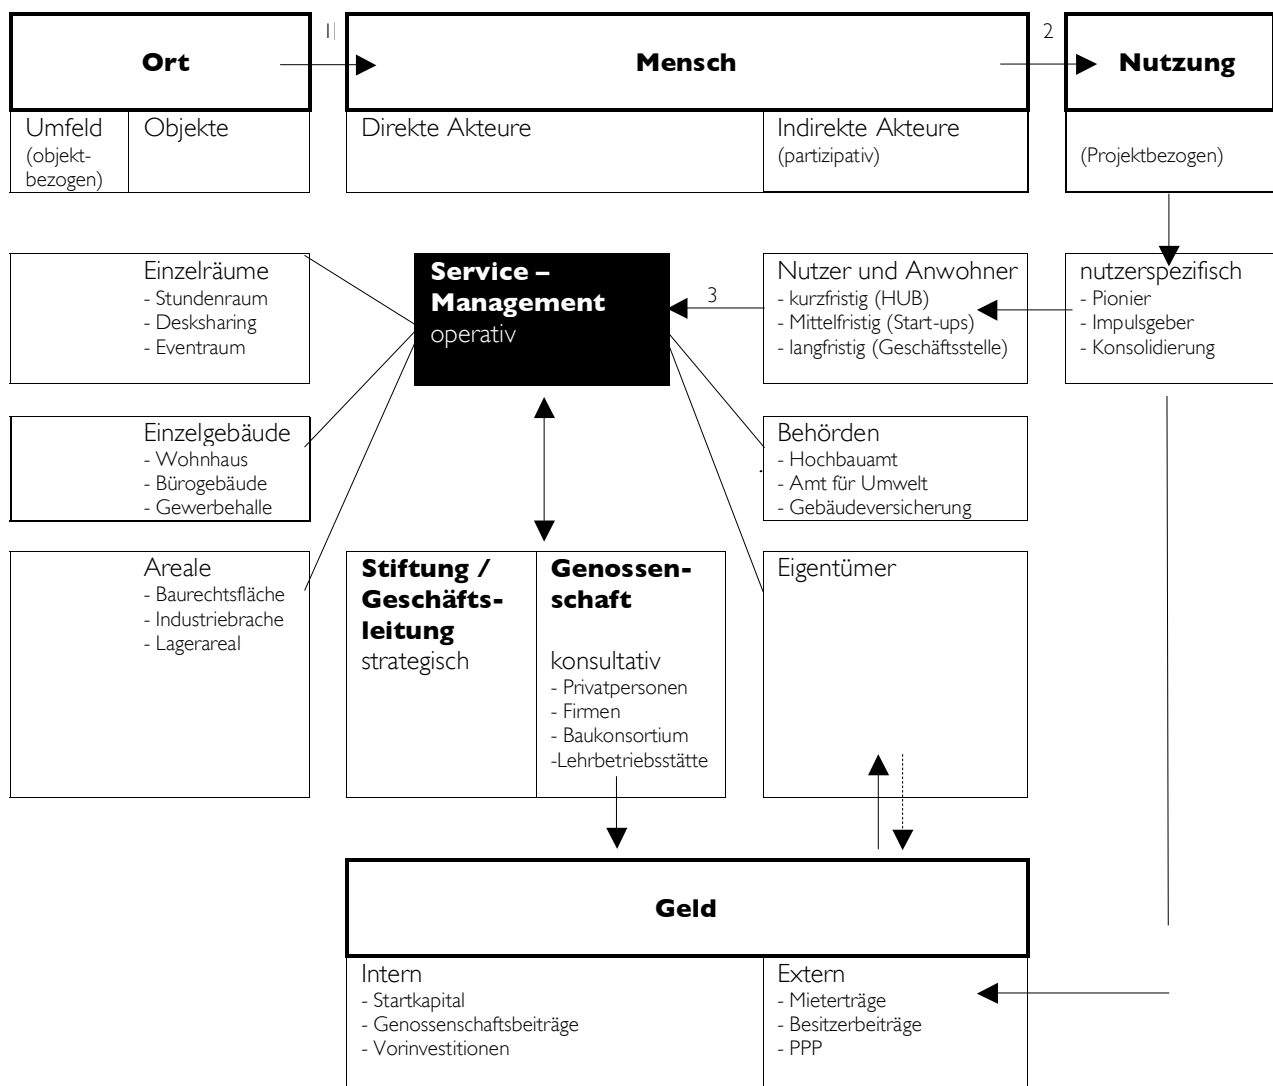 1
2
Ort
Mensch
Nutzung
Umfeld
(objekt-
bezogen)
Objekte
Direkte Akteure
Indirekte Akteure
(partizipativ)
(Projektbezogen)
Einzelräume
- Stundenraum
- Desksharing
- Eventraum
Service –
Management
operativ
3
Nutzer und Anwohner
- kurzfristig (HUB)
- Mittelfristig (Start-ups)
- langfristig (Geschäftsstelle)
nutzerspezifisch
- Pionier
- Impulsgeber
- Konsolidierung
Einzelgebäude
- Wohnhaus
- Bürogebäude
- Gewerbehalle
Behörden
- Hochbauamt
- Amt für Umwelt
- Gebäudeversicherung
Areale
- Baurechtsfläche
- Industriebrache
- Lagerareal
Stiftung /
Geschäfts-
leitung
strategisch
Genossen-
schaft
konsultativ
- Privatpersonen
- Firmen
- Baukonsortium
-Lehrbetriebsstätte
Eigentümer
Geld
Intern
- Startkapital
- Genossenschaftsbeiträge
- Vorinvestitionen
Extern
- Mieterträge
- Besitzerbeiträge
- PPP